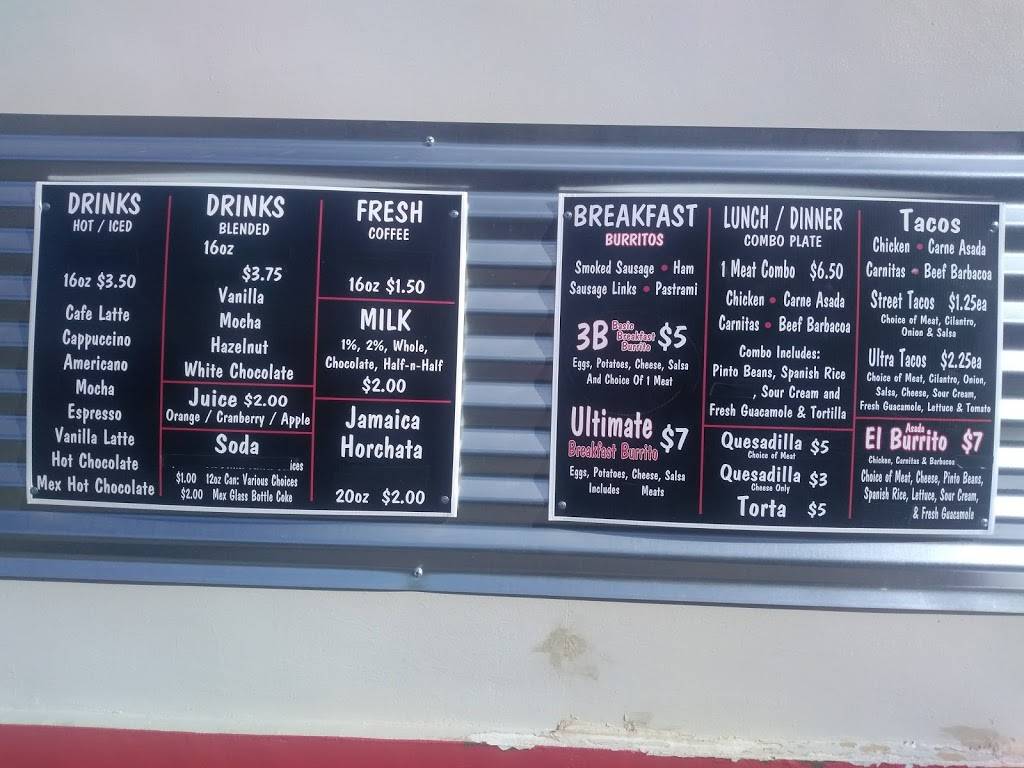 DRINKS
HOT / ICED
16oz $3.50
Cafe Latte
Cappuccino
Americano
Mocha
Espresso
Vanilla Latte
Hot Chocolate
Mex Hot Chocolate
DRINKS
BLENDED
16oz
$3.75
Vanilla
Mocha
Hazelnut
White Chocolate
Juice $2.00
Orange / Cranberry / Apple
Soda
ices
$1.00 12oz Can: Various Choices
$2.00 Mex Glass Bottle Coke
FRESH
COFFEE
16oz $1.50
MILK
1%, 2%, Whole,
Chocolate, Half-n-Half
$2.00
Jamaica
Horchata
20oz $2.00
BREAKFAST
BURRITOS
Smoked Sausage • Ham
Sausage Links • Pastrami
3B Basic Breakfast Burrito $5
Eggs, Potatoes, Cheese, Salsa
And Choice Of 1 Meat
Ultimate $7
Breakfast Burrito
Eggs, Potatoes, Cheese, Salsa
Includes Meats
LUNCH / DINNER
COMBO PLATE
1 Meat Combo $6.50
Chicken • Carne Asada
Carnitas • Beef Barbacoa
Combo Includes:
Pinto Beans, Spanish Rice
, Sour Cream and
Fresh Guacamole & Tortilla
Quesadilla $5
Choice of Meat
Quesadilla $3
Cheese Only
Torta $5
Tacos
Chicken • Carne Asada
Carnitas • Beef Barbacoa
Street Tacos $1.25ea
Choice of Meat, Cilantro,
Onion & Salsa
Ultra Tacos $2.25ea
Choice of Meat, Cilantro, Onion,
Salsa, Cheese, Sour Cream,
Fresh Guacamole, Lettuce & Tomato
Asada
El Burrito $7
Chicken, Carnitas & Barbacoa
Choice of Meat, Cheese, Pinto Beans,
Spanish Rice, Lettuce, Sour Cream,
& Fresh Guacamole